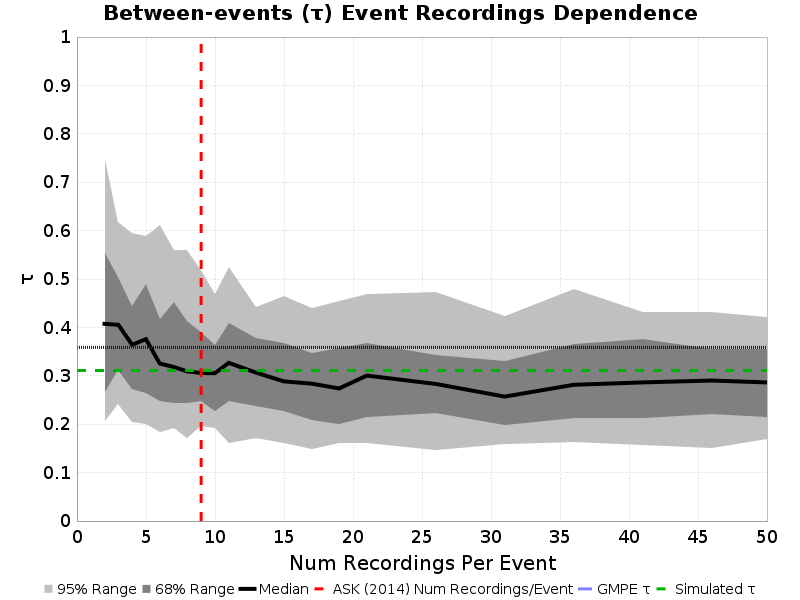 Between-events (τ) Event Recordings Dependence
1
0.9
0.8
0.7
0.6
0.5
0.4
0.3
0.2
0.1
0
τ
0 5 10 15 20 25 30 35 40 45 50
Num Recordings Per Event
95% Range 68% Range Median ASK (2014) Num Recordings/Event GMPE τ Simulated τ